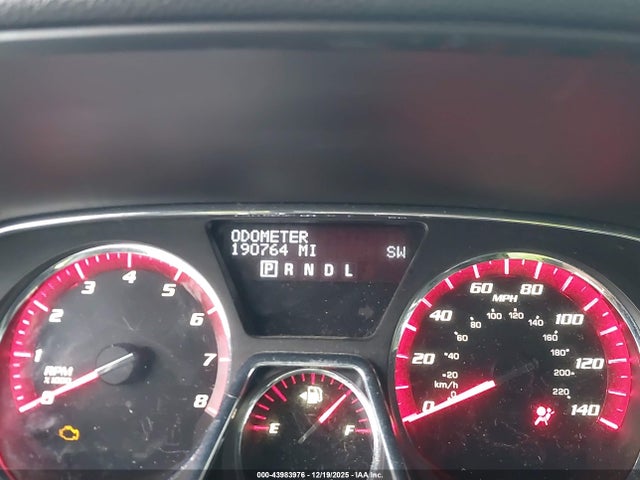 ODOMETER
190764 MI SW
P R N D L
0 1 2 3 4 5 6 7 8
RPM
X 1000
E F
0 20 40 60 80 100 120 140
MPH
0 20 40 60 80 100 120 140 160 180 200 220
km/h
000-43983976 - 12/19/2025 - IAA Inc.